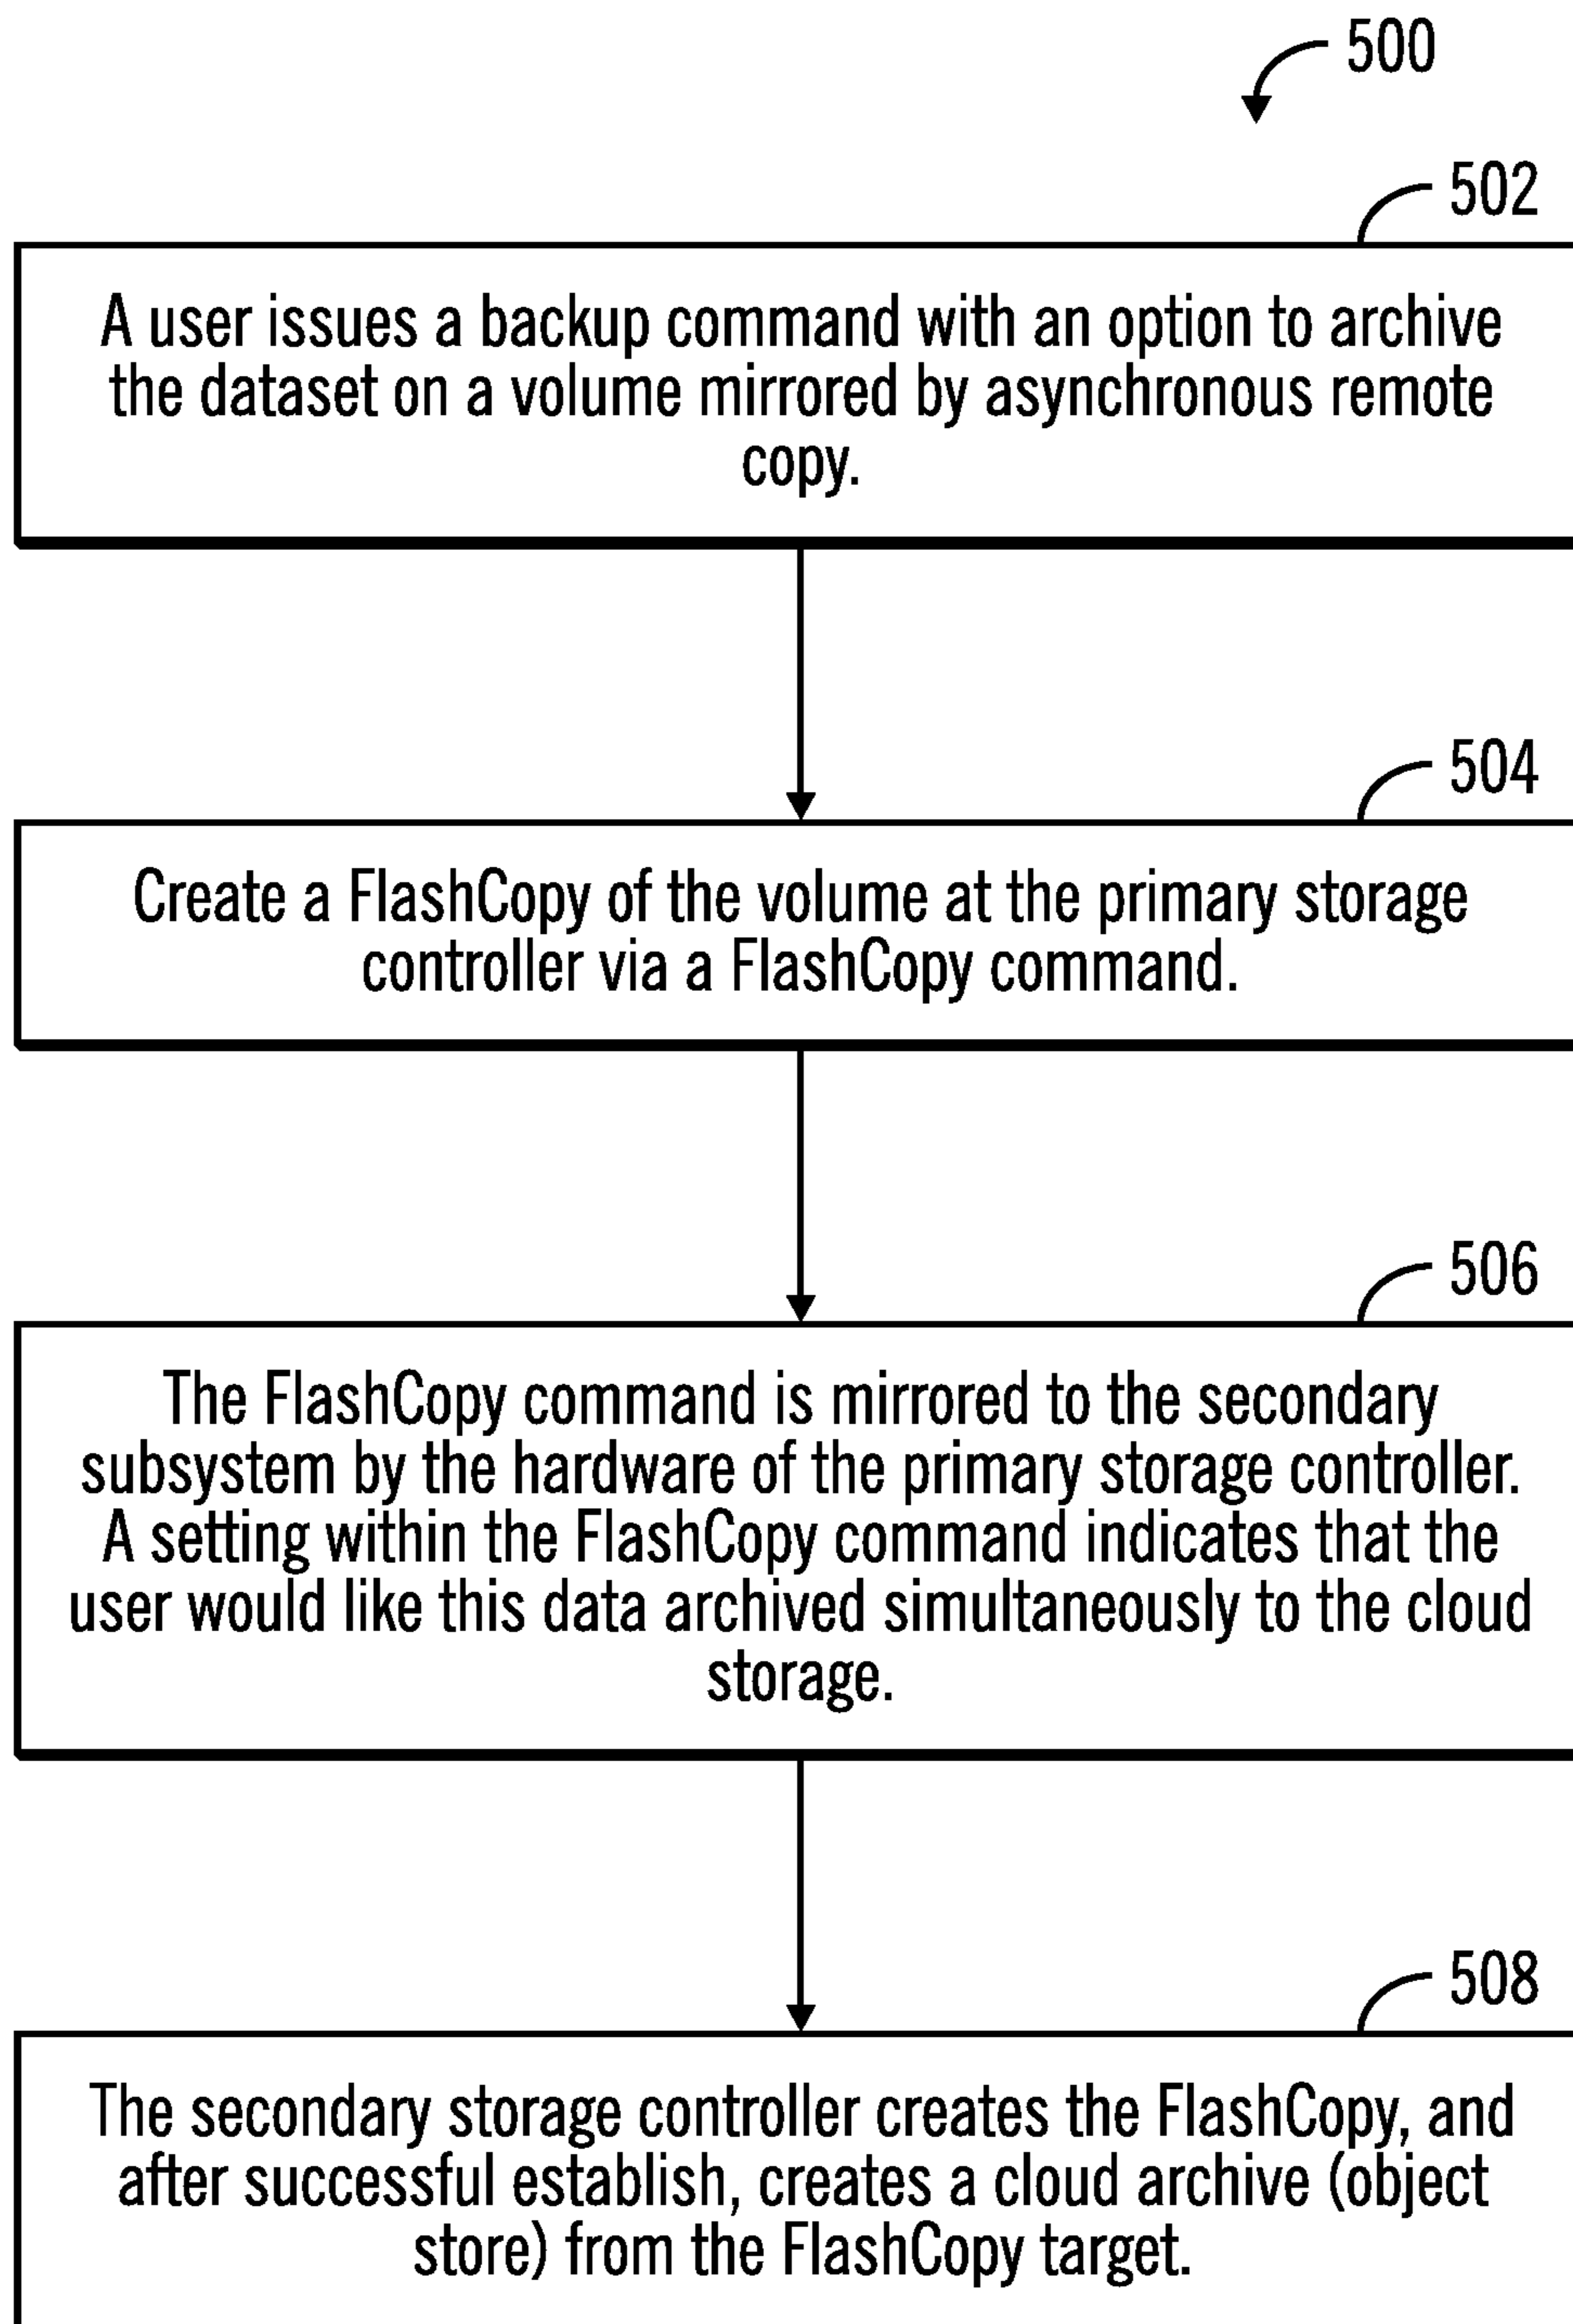 500
502
A user issues a backup command with an option to archive
the dataset on a volume mirrored by asynchronous remote
copy.
504
Create a FlashCopy of the volume at the primary storage
controller via a FlashCopy command.
506
The FlashCopy command is mirrored to the secondary
subsystem by the hardware of the primary storage controller.
A setting within the FlashCopy command indicates that the
user would like this data archived simultaneously to the cloud
storage.
508
The secondary storage controller creates the FlashCopy, and
after successful establish, creates a cloud archive (object
store) from the FlashCopy target.